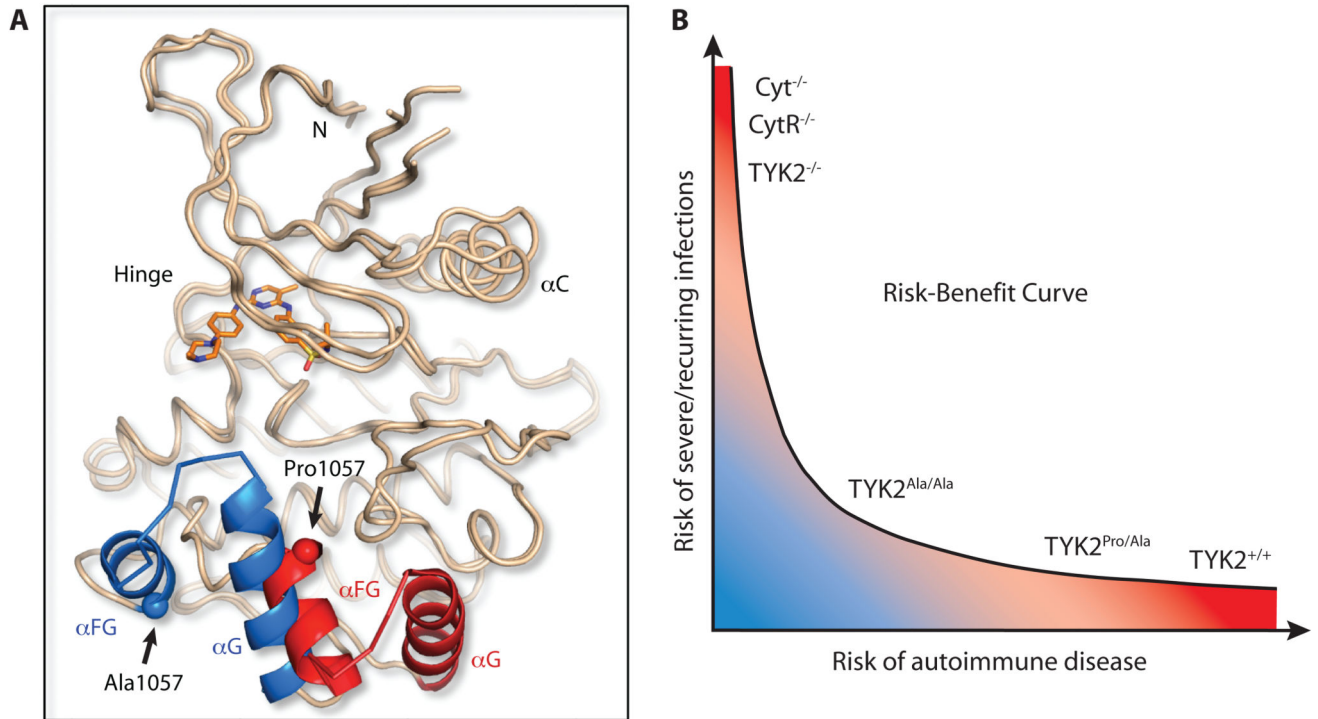 A
N
Hinge
αC
Pro1057
αFG
αFG
αG
αG
Ala1057
B
Risk of severe/recurring infections
Cyt-/-
CytR-/-
TYK2-/-
Risk-Benefit Curve
TYK2Ala/Ala
TYK2Pro/Ala
TYK2+/+
Risk of autoimmune disease